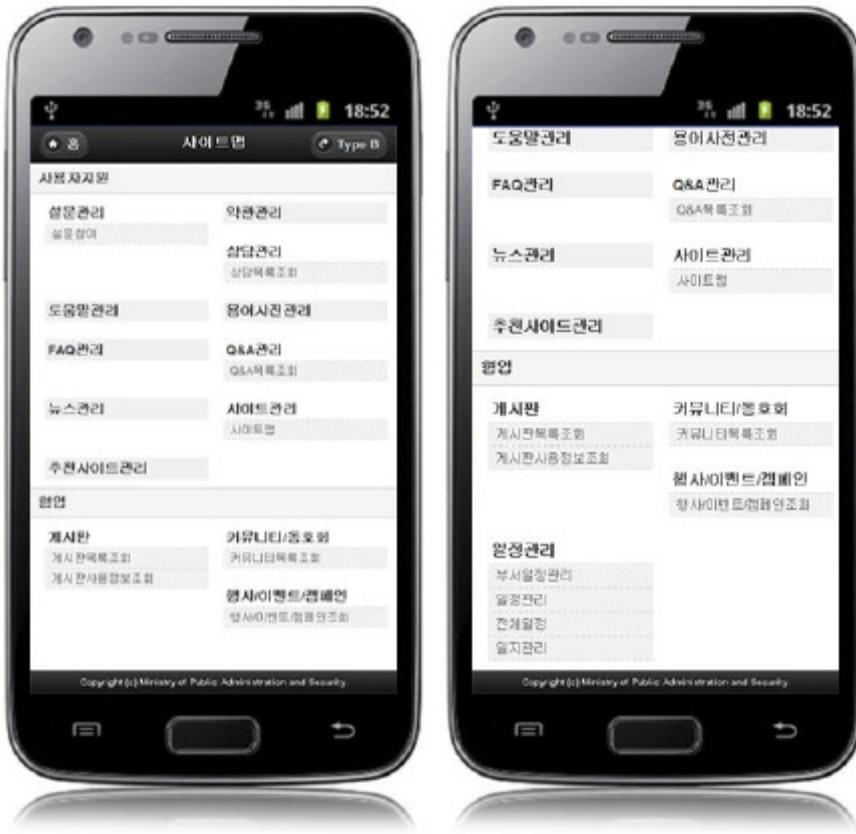 3G
18:52
홈
사이트맵
Type B
사용자지원
설문관리
약관관리
설문참여
상담관리
상담목록조회
도움말관리
용어사전관리
FAQ관리
Q&A관리
Q&A목록조회
뉴스관리
사이트관리
사이트맵
추천사이트관리
협업
게시판
커뮤니티/동호회
게시판목록조회
커뮤니티목록조회
게시판사용정보조회
행사/이벤트/캠페인
행사/이벤트/캠페인조회
Copyright (c) Ministry of Public Administration and Security.
3G
18:52
도움말관리
용어사전관리
FAQ관리
Q&A관리
Q&A목록조회
뉴스관리
사이트관리
사이트맵
추천사이트관리
협업
게시판
커뮤니티/동호회
게시판목록조회
커뮤니티목록조회
게시판사용정보조회
행사/이벤트/캠페인
행사/이벤트/캠페인조회
일정관리
부서일정관리
일정관리
전체일정
일지관리
Copyright (c) Ministry of Public Administration and Security.